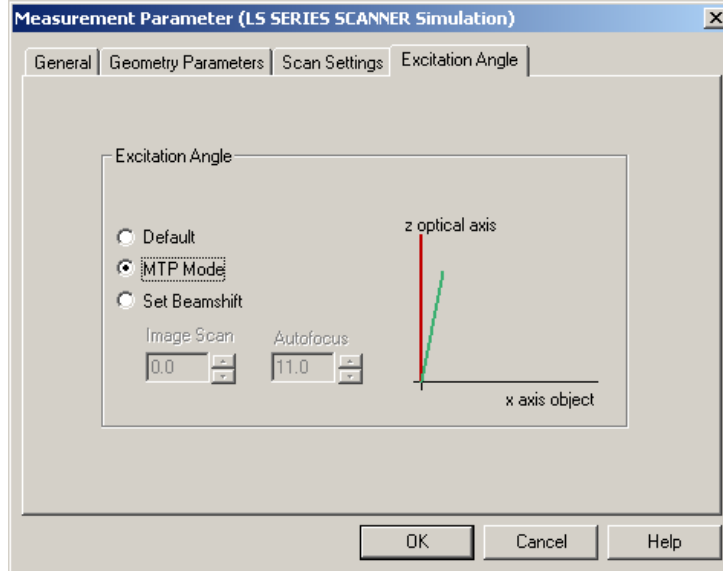 Measurement Parameter (LS SERIES SCANNER Simulation)
General Geometry Parameters Scan Settings Excitation Angle
Excitation Angle
Default
MTP Mode
Set Beamshift
Image Scan Autofocus
0.0 11.0
z optical axis
x axis object
OK Cancel Help